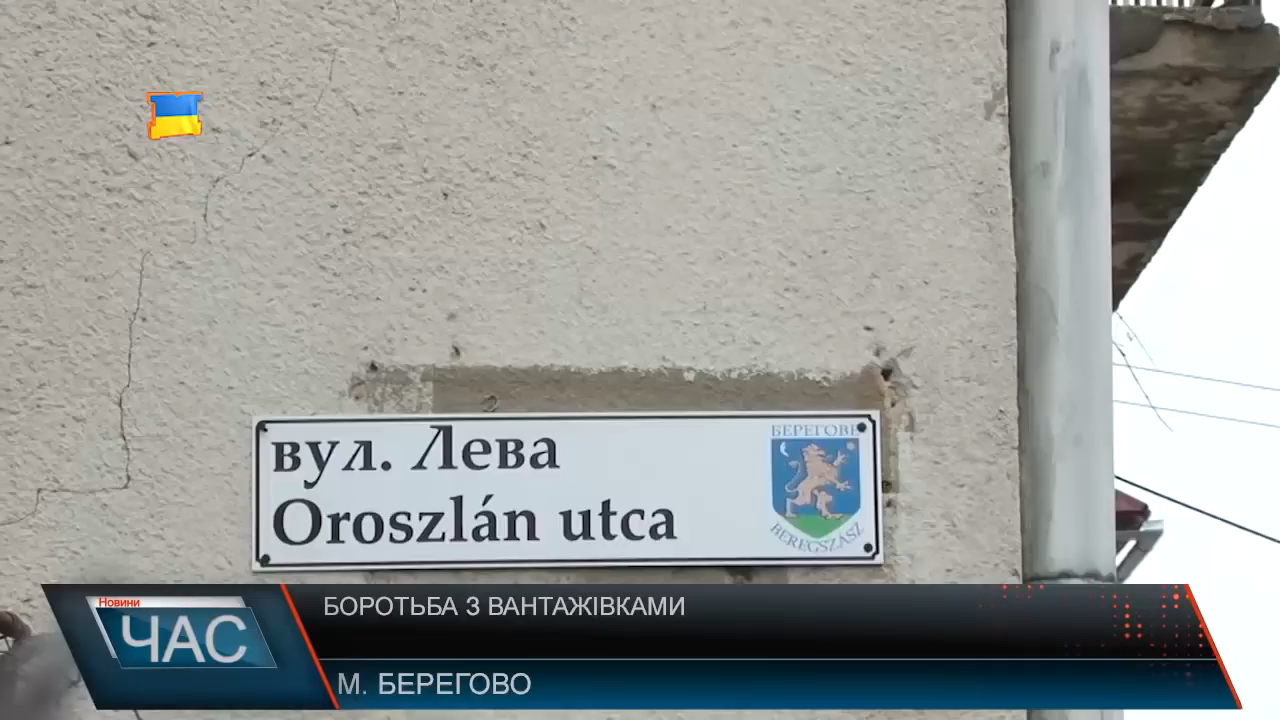 вул. Лева
Oroszlán utca
БЕРЕГОВЕ
BEREGSZÁSZ
Новини
ЧАС
БОРОТЬБА З ВАНТАЖІВКАМИ
М. БЕРЕГОВО